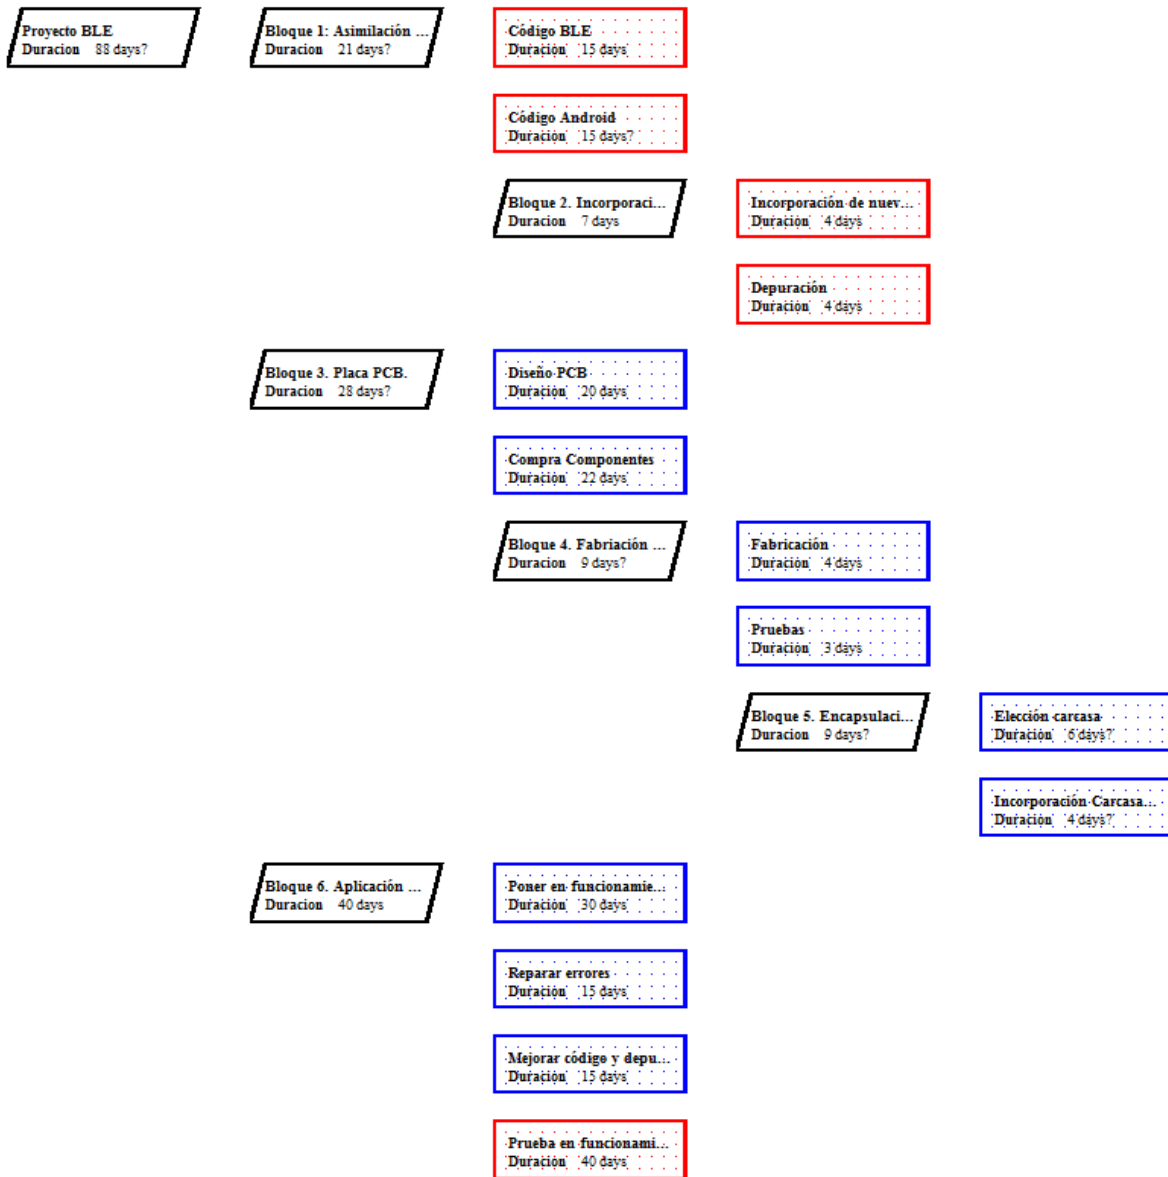 Proyecto BLE
Duracion 88 days?
Bloque 1: Asimilación ...
Duracion 21 days?
Código BLE
Duración 15 days
Código Android
Duración 15 days?
Bloque 2. Incorporaci...
Duracion 7 days
Incorporación de nuev...
Duración 4 days
Depuración
Duración 4 days
Bloque 3. Placa PCB.
Duracion 28 days?
Diseño PCB
Duración 20 days
Compra Componentes
Duración 22 days
Bloque 4. Fabriación ...
Duracion 9 days?
Fabricación
Duración 4 days
Pruebas
Duración 3 days
Bloque 5. Encapsulaci...
Duracion 9 days?
Elección carcasa
Duración 6 days?
Incorporación Carcasa...
Duración 4 days?
Bloque 6. Aplicación ...
Duracion 40 days
Poner en funcionamie...
Duración 30 days
Reparar errores
Duración 15 days
Mejorar código y depu...
Duración 15 days
Prueba en funcionami...
Duración 40 days